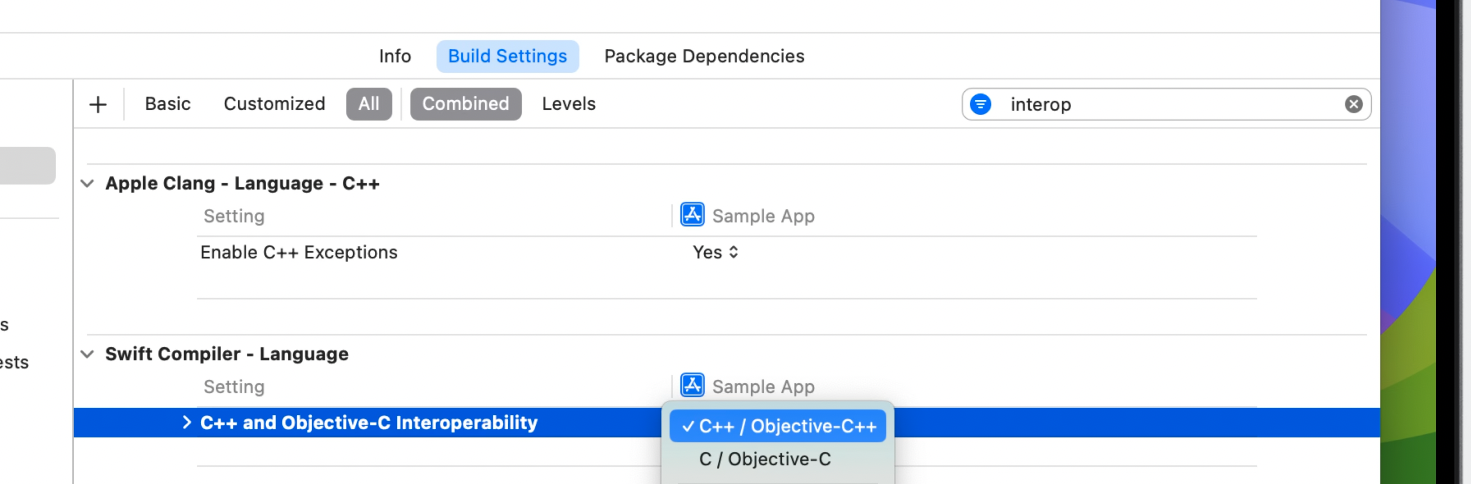 Info Build Settings Package Dependencies
+ Basic Customized All Combined Levels interop
Apple Clang - Language - C++
Setting Sample App
Enable C++ Exceptions Yes
s
Swift Compiler - Language
ests
Setting Sample App
C++ and Objective-C Interoperability ✓ C++ / Objective-C++
C / Objective-C